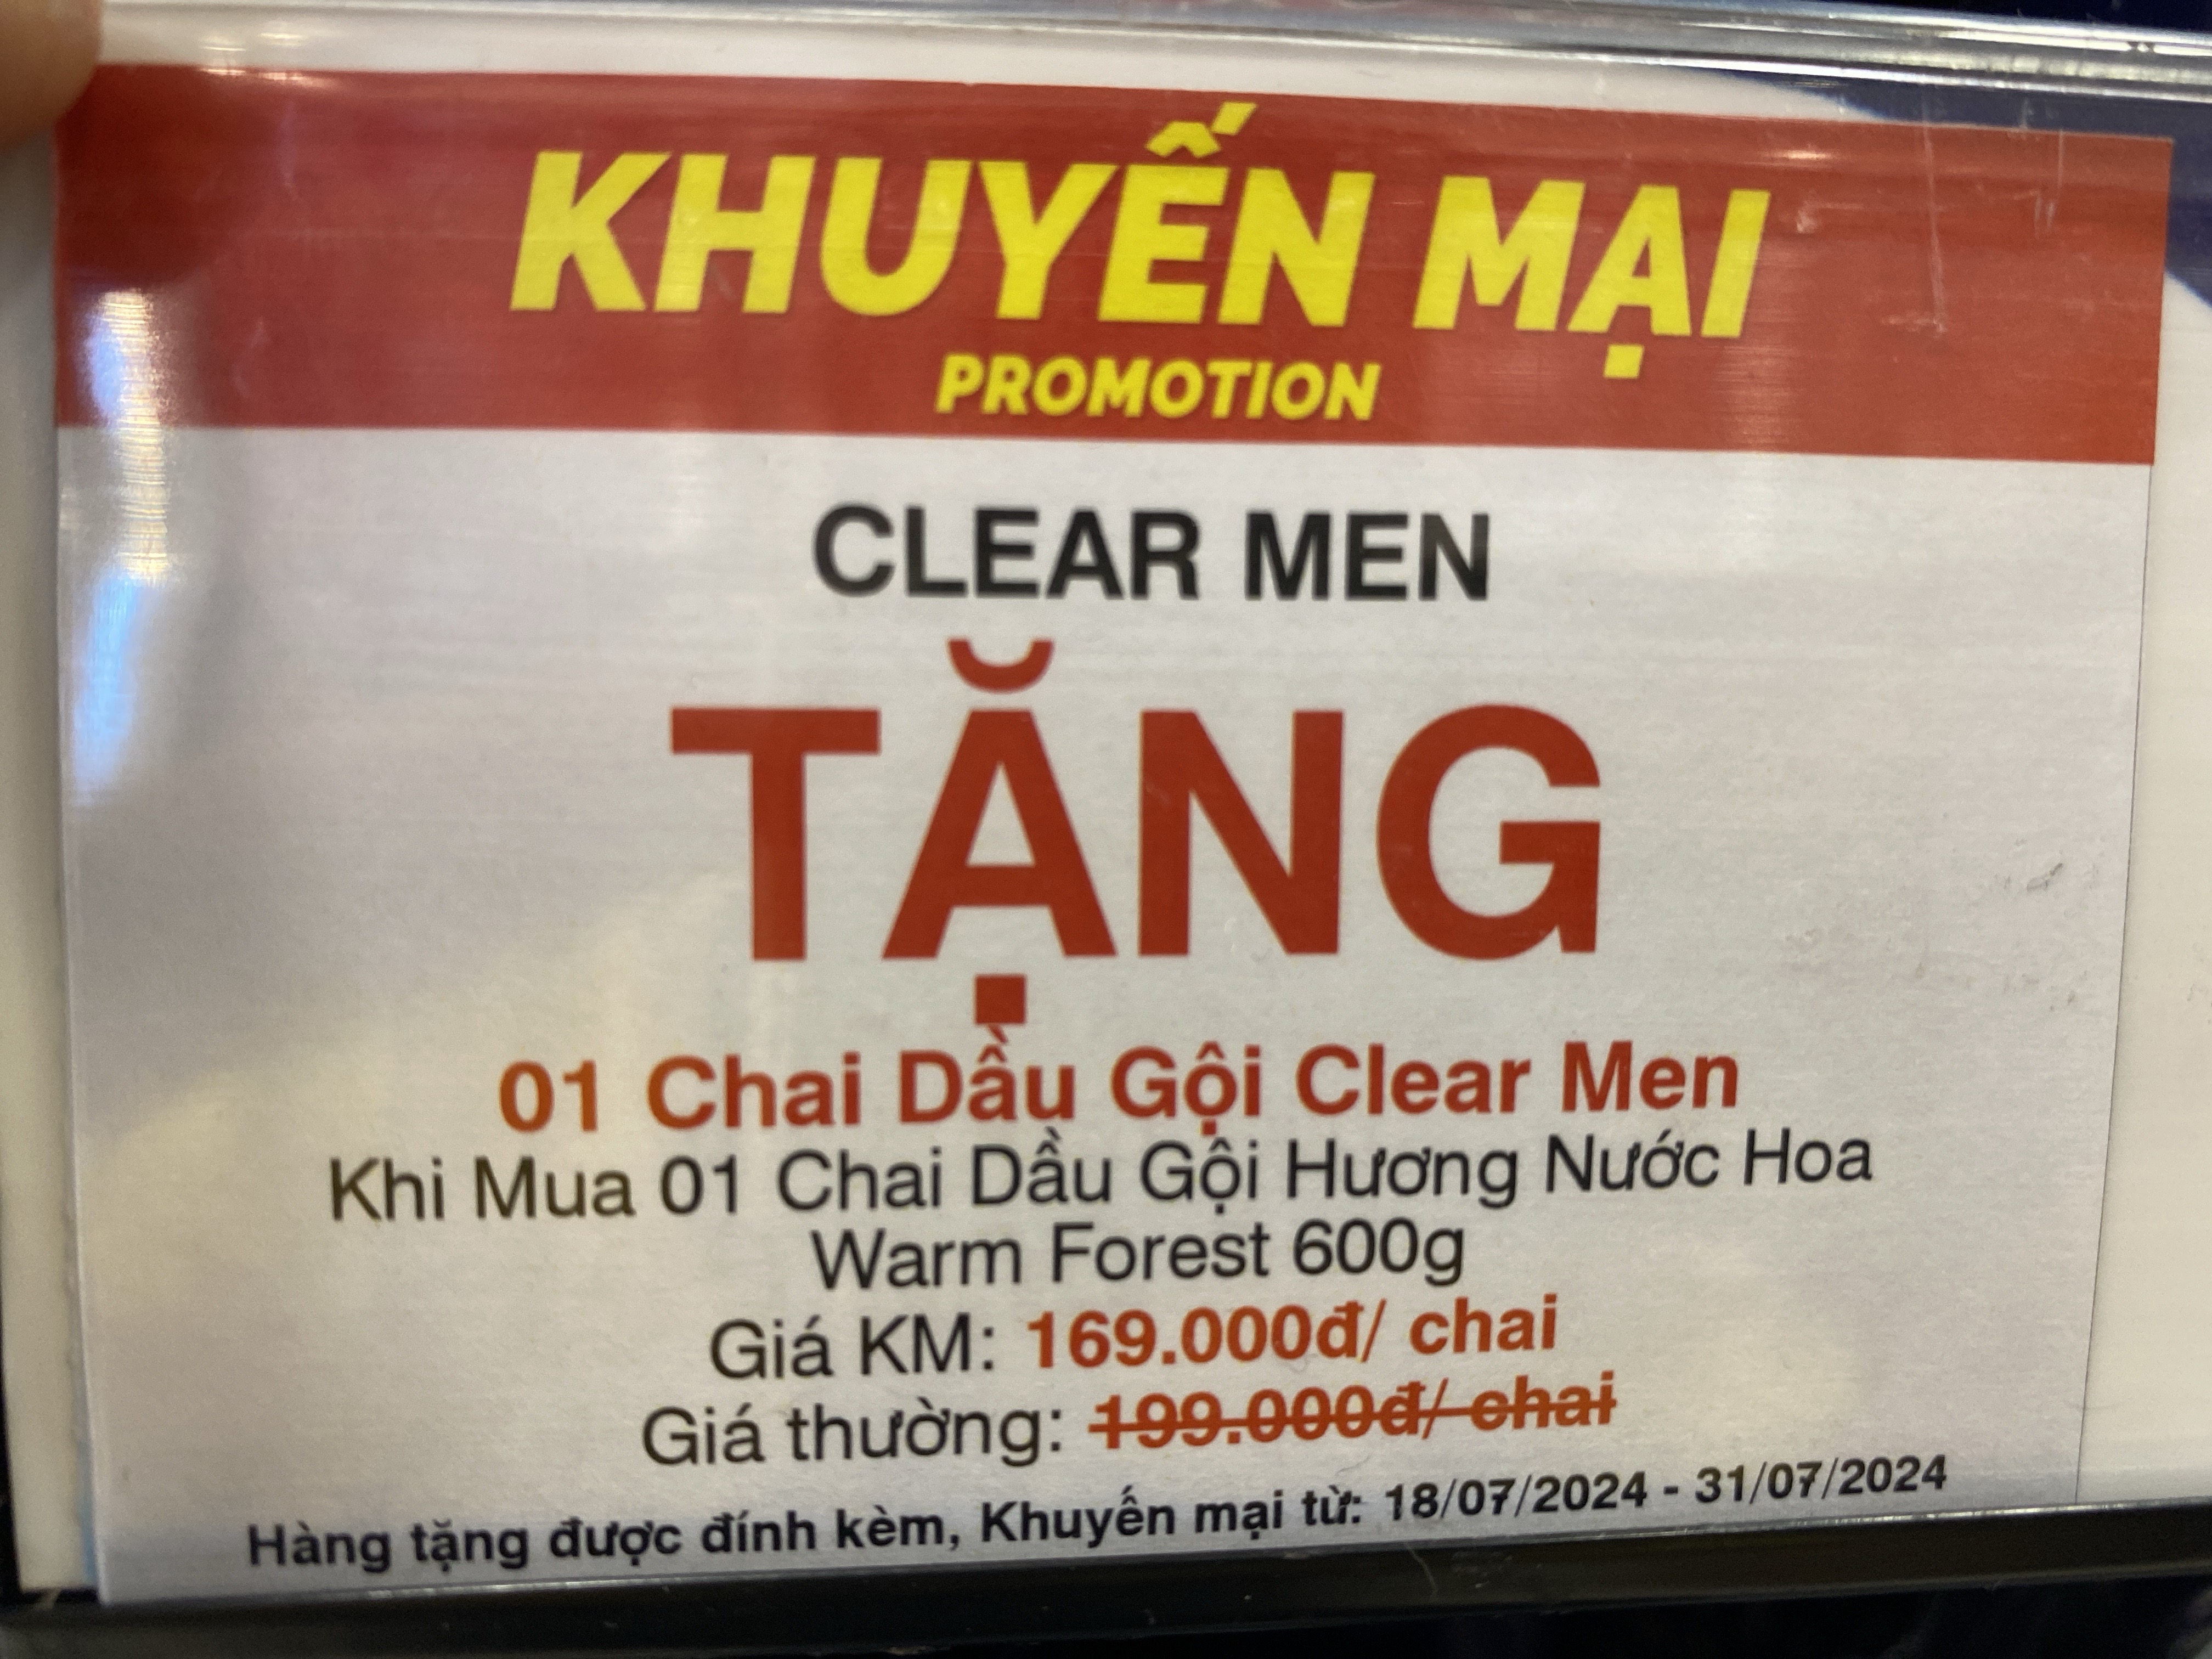 KHUYẾN MẠI
PROMOTION
CLEAR MEN
TẶNG
01 Chai Dầu Gội Clear Men
Khi Mua 01 Chai Dầu Gội Hương Nước Hoa
Warm Forest 600g
Giá KM: 169.000đ/ chai
Giá thường: 199.000đ/ chai
Hàng tặng được đính kèm, Khuyến mại từ: 18/07/2024 - 31/07/2024